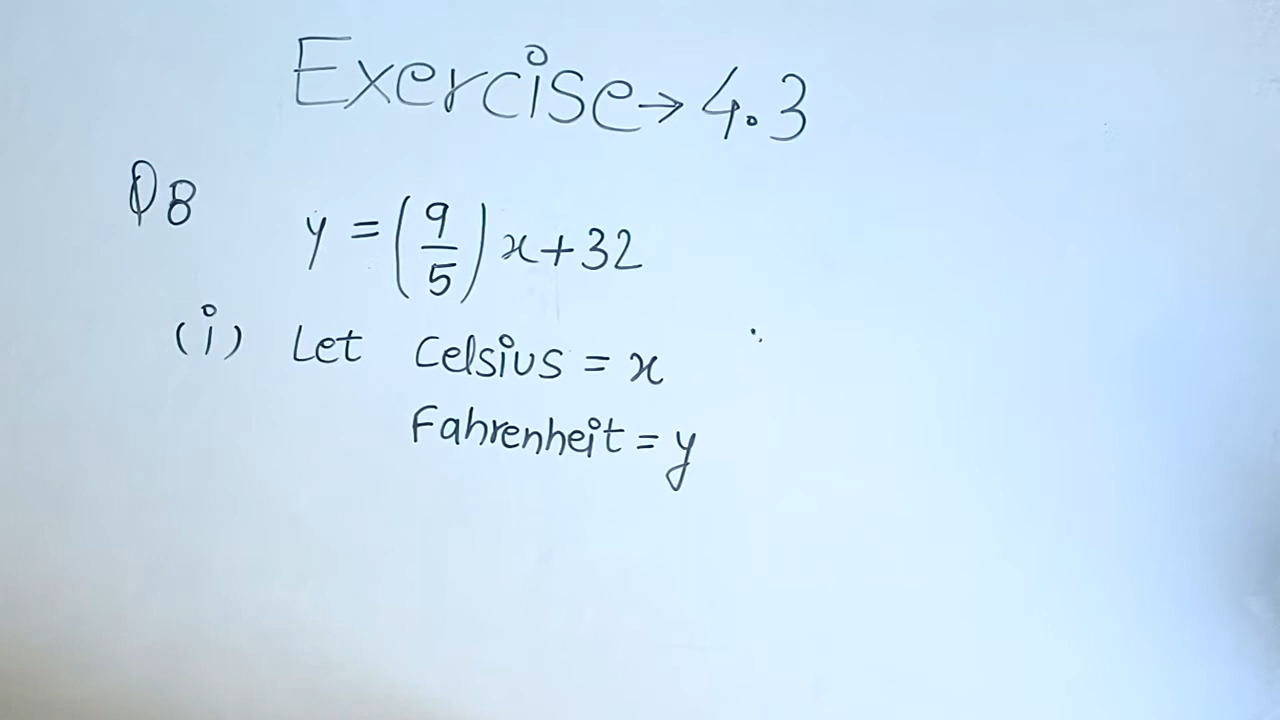 Exercise → 4.3
Q8
y = (9/5) x + 32
(i) Let Celsius = x
Fahrenheit = y